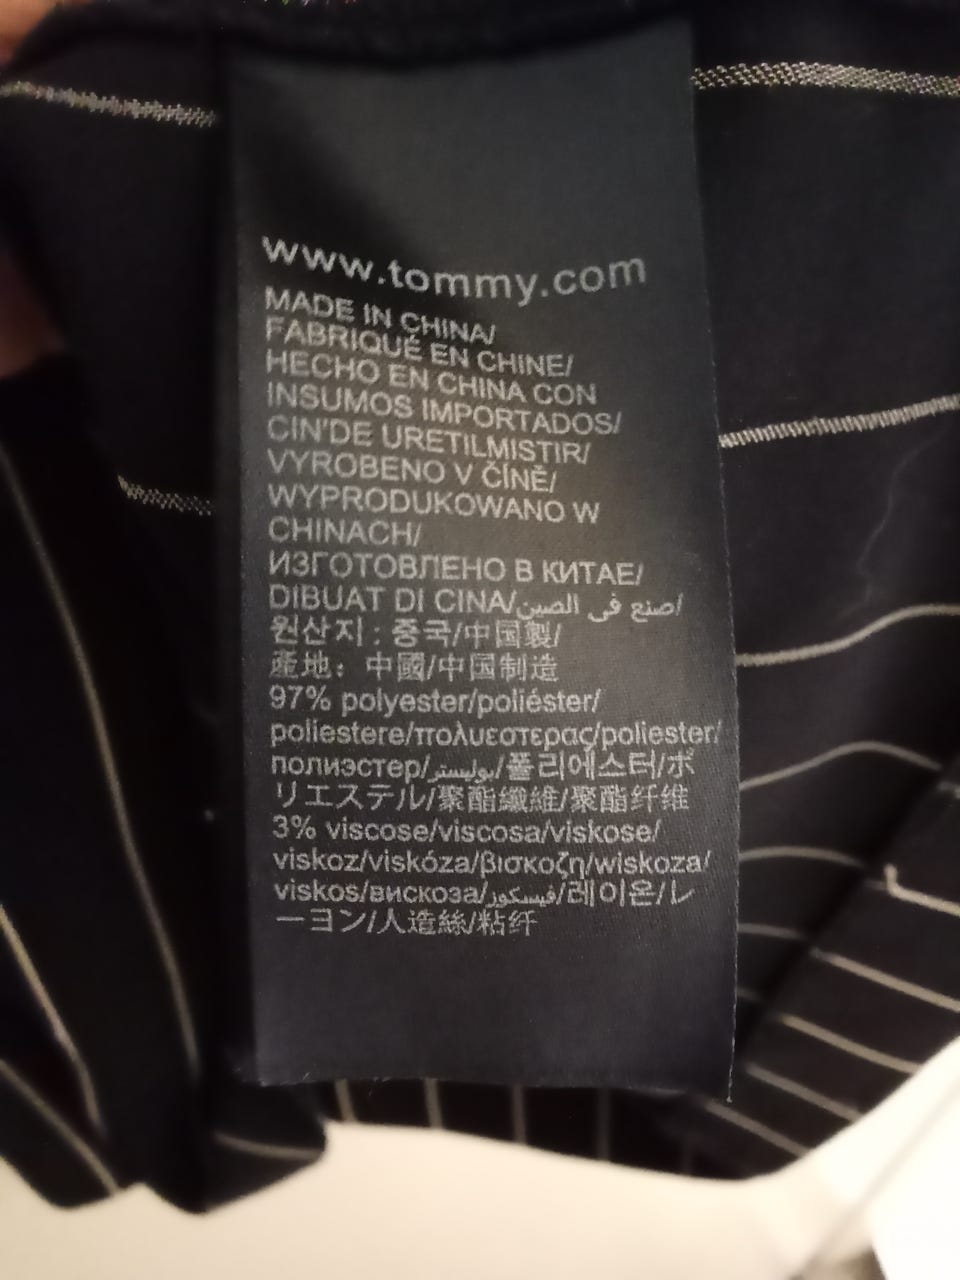 www.tommy.com
MADE IN CHINA/
FABRIQUÉ EN CHINE/
HECHO EN CHINA CON
INSUMOS IMPORTADOS/
CIN'DE URETILMISTIR/
VYROBENO V ČÍNĚ/
WYPRODUKOWANO W
CHINACH/
ИЗГОТОВЛЕНО В КИТАЕ/
DIBUAT DI CINA/صنع في الصين/
원산지 : 중국/中国製/
產地： 中國/中国制造
97% polyester/poliéster/
poliestere/πολυεστερας/poliester/
полиэстер/بوليستر/폴리에스터/ポ
リエステル/聚酯纖維/聚酯纤维
3% viscose/viscosa/viskose/
viskoz/viskóza/βισκοζη/wiskoza/
viskos/вискоза/فيسكوز/레이온/レ
ーヨン/人造絲/粘纤